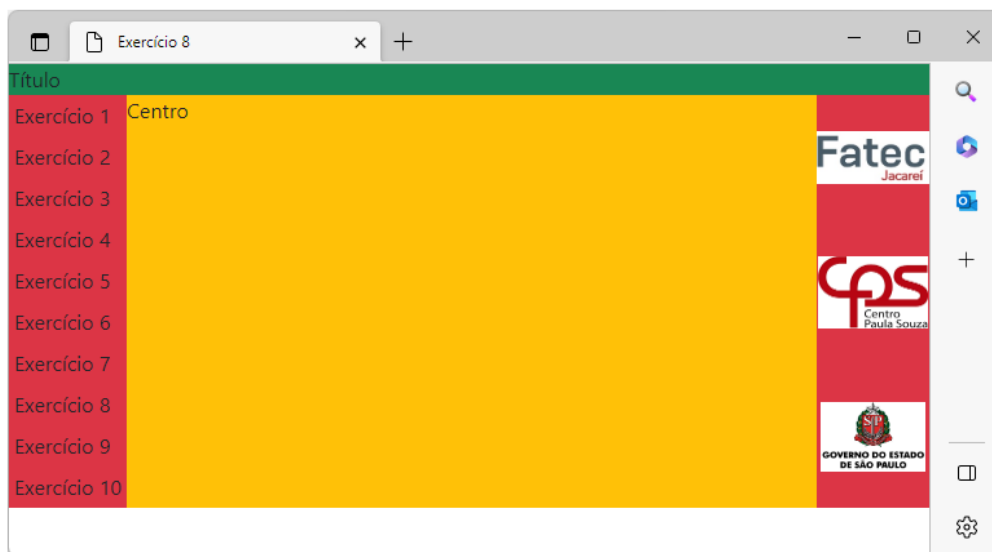 Exercício 8
Título
Exercício 1
Exercício 2
Exercício 3
Exercício 4
Exercício 5
Exercício 6
Exercício 7
Exercício 8
Exercício 9
Exercício 10
Centro
Fatec
Jacareí
CPS
Centro
Paula Souza
GOVERNO DO ESTADO
DE SÃO PAULO